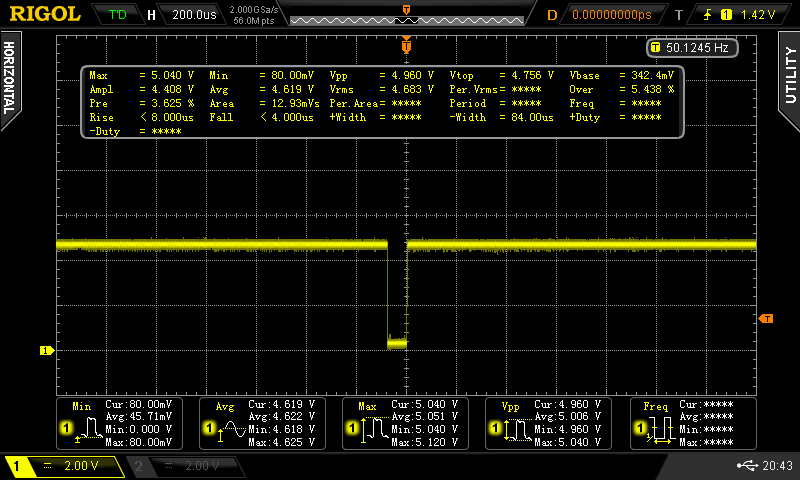 RIGOL T'D H 200.0us 2.000GSa/s 56.0M pts D 0.00000000ps T 1 1.42 V
HORIZONTAL
UTILITY
T 50.1245 Hz
Max = 5.040 V Min = 80.00mV Vpp = 4.960 V Vtop = 4.756 V Vbase = 342.4mV
Ampl = 4.408 V Avg = 4.619 V Vrms = 4.683 V Per.Vrms= ***** Over = 5.438 %
Pre = 3.625 % Area = 12.93mVs Per.Area= ***** Period = ***** Freq = *****
Rise < 8.000us Fall < 4.000us +Width = ***** -Width = 84.00us +Duty = *****
-Duty = *****
T
T
1
T
Min Cur:80.00mV Avg Cur:4.619 V Max Cur:5.040 V Vpp Cur:4.960 V Freq Cur:*****
Avg:45.71mV Avg:4.622 V Avg:5.051 V Avg:5.006 V Avg:*****
1 Min:0.000 V 1 Min:4.618 V 1 Min:5.040 V 1 Min:4.960 V 1 Min:*****
Max:80.00mV Max:4.625 V Max:5.120 V Max:5.040 V Max:*****
1 2.00 V 2 2.00 V 20:43